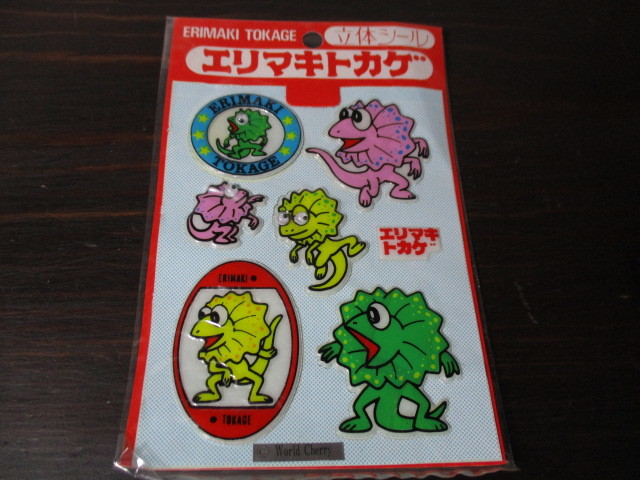 ERIMAKI TOKAGE
立体シール
エリマキトカゲ
ERIMAKI
TOKAGE
エリマキ
トカゲ
ERIMAKI
TOKAGE
World Cherry